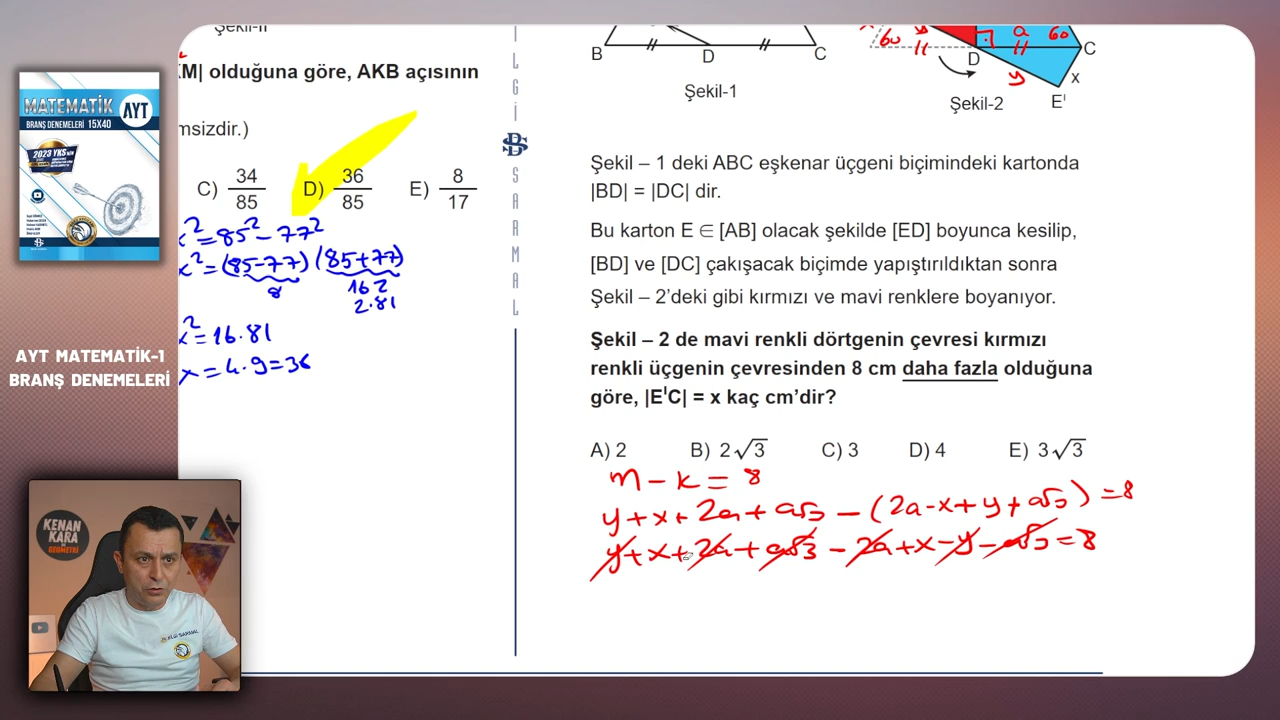 Şekil-II
KM| olduğuna göre, AKB açısının
msizdir.)
C) 34/85 D) 36/85 E) 8/17
x² = 85² - 77²
x² = (85-77) (85+77)
8 162
2.81
x² = 16.81
x = 4.9 = 36
MATEMATİK AYT
BRANŞ DENEMELERİ 15X40
2023 YKS'NİN
AYT MATEMATİK-1
BRANŞ DENEMELERİ
KENAN
KARA
GEOMETRİ
L
G
İ
S
A
R
M
A
L
B D C
Şekil-1
60 y D a 60 C
y x
E'
Şekil-2
Şekil – 1 deki ABC eşkenar üçgeni biçimindeki kartonda
|BD| = |DC| dir.
Bu karton E ∈ [AB] olacak şekilde [ED] boyunca kesilip,
[BD] ve [DC] çakışacak biçimde yapıştırıldıktan sonra
Şekil – 2'deki gibi kırmızı ve mavi renklere boyanıyor.
Şekil – 2 de mavi renkli dörtgenin çevresi kırmızı
renkli üçgenin çevresinden 8 cm daha fazla olduğuna
göre, |E'C| = x kaç cm'dir?
A) 2 B) 2√3 C) 3 D) 4 E) 3√3
m - k = 8
y + x + 2a + a√3 - (2a - x + y + a√3) = 8
y + x + 2a + a√3 - 2a + x - y - a√3 = 8